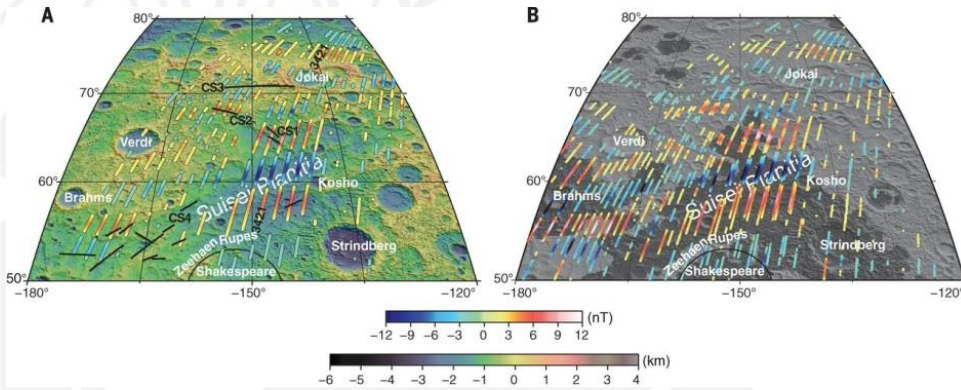 A
B
80°
80°
3421
Jokai
Jokai
CS3
70°
70°
CS2
CS1
Verdi
Verdi
Suisei Planitia
Suisei Planitia
60°
60°
Kosho
Kosho
Brahms
Brahms
CS4
3421
Strindberg
Strindberg
Zeehaen Rupes
Zeehaen Rupes
Shakespeare
Shakespeare
50°
50°
−180° −150° −120°
−180° −150° −120°
−12 −9 −6 −3 0 3 6 9 12 (nT)
−6 −5 −4 −3 −2 −1 0 1 2 3 4 (km)